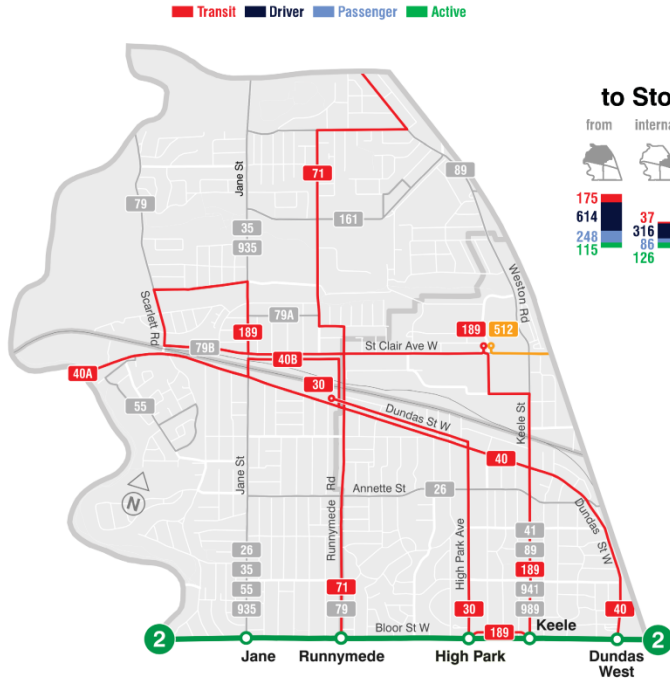 Transit Driver Passenger Active
to Sto
from interna
175
614
248
115
37
316
86
126
71
89
161
79
Jane St
35
935
Weston Rd
Scarlett Rd
79A
189
189 512
79B
St Clair Ave W
40A
40B
30
55
Dundas St W
Keele St
40
Jane St
Runnymede Rd
Annette St
26
N
High Park Ave
Dundas St W
26
35
55
935
71
79
30
41
89
189
941
989
40
Bloor St W
189
Keele
2
2
Jane
Runnymede
High Park
Dundas
West